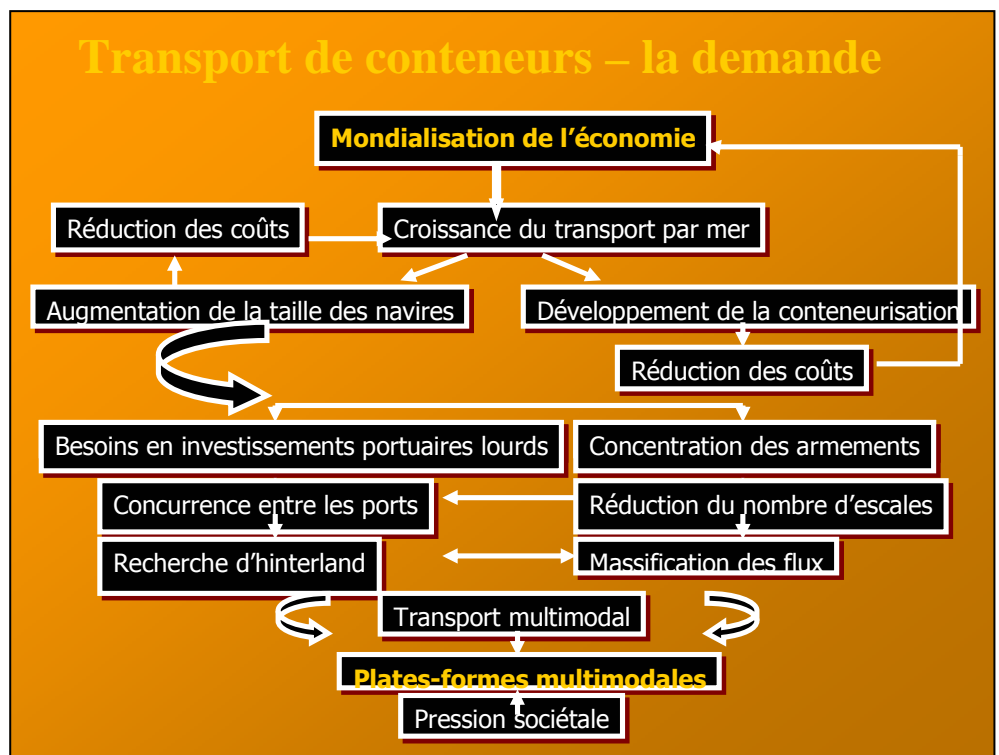 Transport de conteneurs – la demande
Mondialisation de l'économie
Réduction des coûts
Croissance du transport par mer
Augmentation de la taille des navires
Développement de la conteneurisation
Réduction des coûts
Besoins en investissements portuaires lourds
Concentration des armements
Concurrence entre les ports
Réduction du nombre d'escales
Recherche d'hinterland
Massification des flux
Transport multimodal
Plates-formes multimodales
Pression sociétale